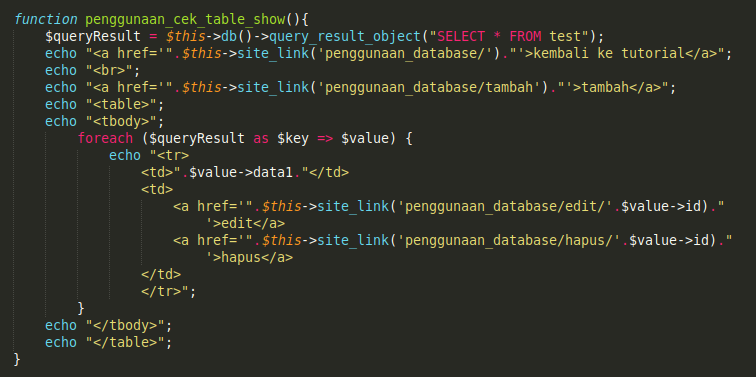 function penggunaan_cek_table_show(){
    $queryResult = $this->db()->query_result_object("SELECT * FROM test");
    echo "<a href='".$this->site_link('penggunaan_database/')."'>kembali ke tutorial</a>";
    echo "<br>";
    echo "<a href='".$this->site_link('penggunaan_database/tambah')."'>tambah</a>";
    echo "<table>";
    echo "<tbody>";
        foreach ($queryResult as $key => $value) {
            echo "<tr>
                <td>".$value->data1."</td>
                <td>
                    <a href='".$this->site_link('penggunaan_database/edit/'.$value->id)."
                        '>edit</a>
                    <a href='".$this->site_link('penggunaan_database/hapus/'.$value->id)."
                        '>hapus</a>
                </td>
                </tr>";
        }
    echo "</tbody>";
    echo "</table>";
}